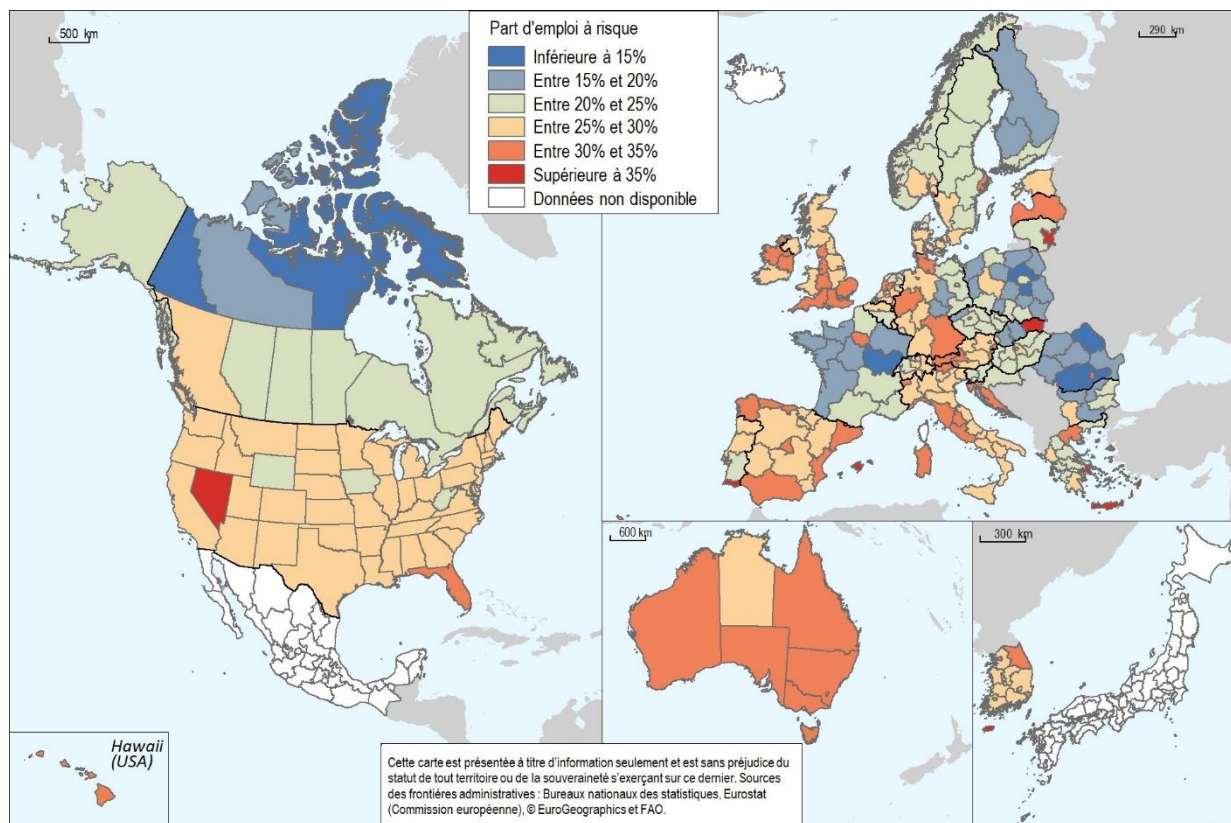 500 km
Part d'emploi à risque
Inférieure à 15%
Entre 15% et 20%
Entre 20% et 25%
Entre 25% et 30%
Entre 30% et 35%
Supérieure à 35%
Données non disponible
290 km
600 km
300 km
Hawaii
(USA)
Cette carte est présentée à titre d'information seulement et est sans préjudice du
statut de tout territoire ou de la souveraineté s'exerçant sur ce dernier. Sources
des frontières administratives : Bureaux nationaux des statistiques, Eurostat
(Commission européenne), © EuroGeographics et FAO.